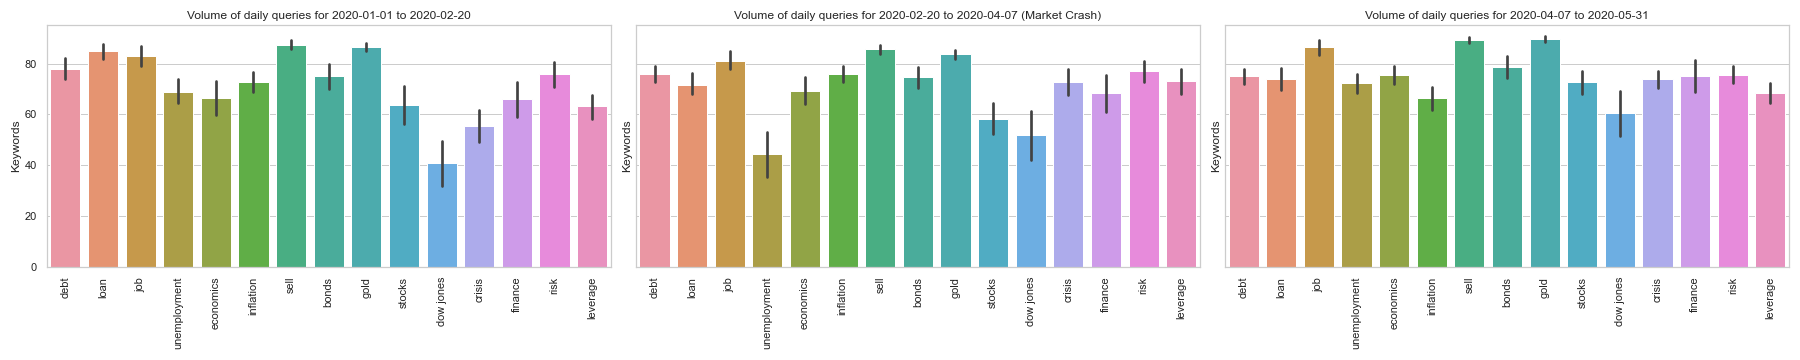 Volume of daily queries for 2020-01-01 to 2020-02-20
Keywords
80
60
40
20
0
debt
loan
job
unemployment
economics
inflation
sell
bonds
gold
stocks
dow jones
crisis
finance
risk
leverage
Volume of daily queries for 2020-02-20 to 2020-04-07 (Market Crash)
Keywords
debt
loan
job
unemployment
economics
inflation
sell
bonds
gold
stocks
dow jones
crisis
finance
risk
leverage
Volume of daily queries for 2020-04-07 to 2020-05-31
Keywords
debt
loan
job
unemployment
economics
inflation
sell
bonds
gold
stocks
dow jones
crisis
finance
risk
leverage